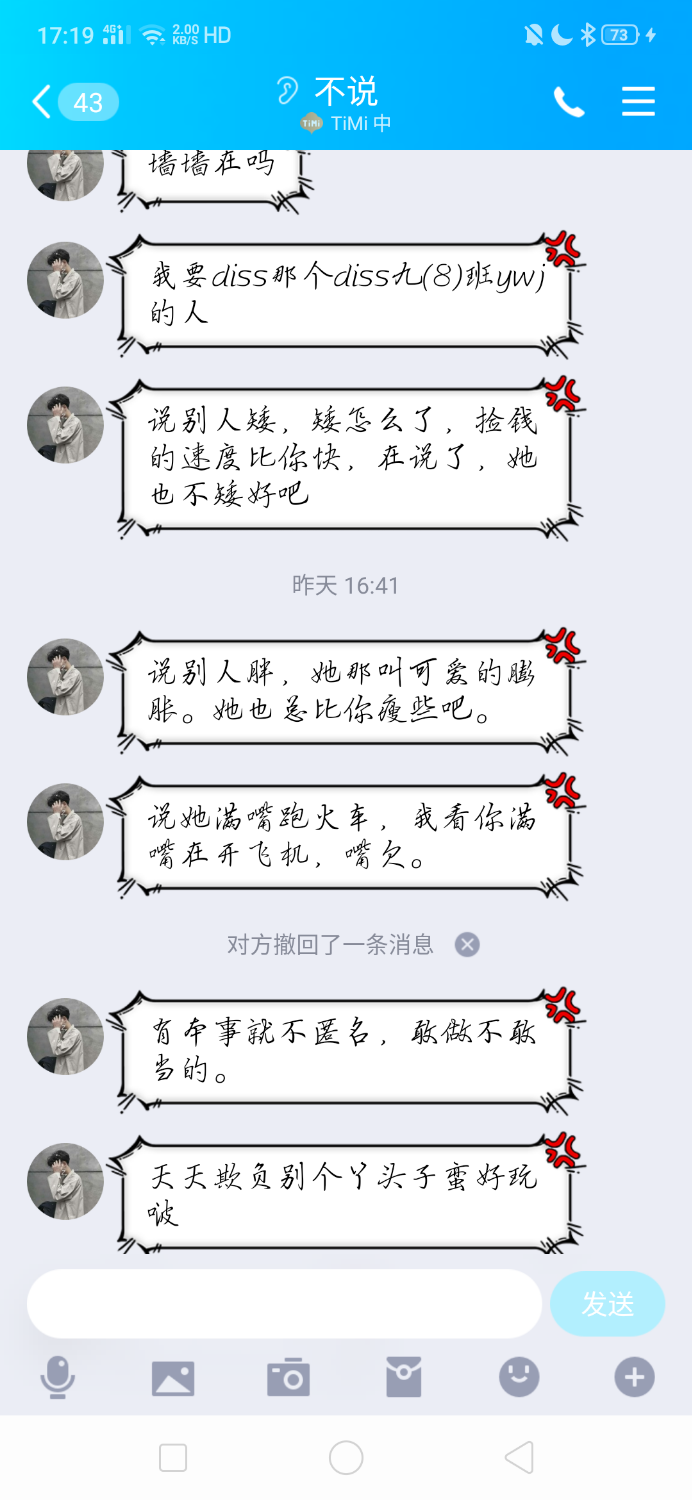 17:19 4G+ 2.00 KB/S HD 73
43 不说
TiMi TiMi 中
墙墙在吗
我要diss那个diss九(8)班ywj
的人
说别人矮，矮怎么了，捡钱
的速度比你快，在说了，她
也不矮好吧
昨天 16:41
说别人胖，她那叫可爱的膨
胀。她也总比你瘦些吧。
说她满嘴跑火车，我看你满
嘴在开飞机，嘴欠。
对方撤回了一条消息
有本事就不匿名，敢做不敢
当的。
天天欺负别个丫头子蛮好玩
啵
发送